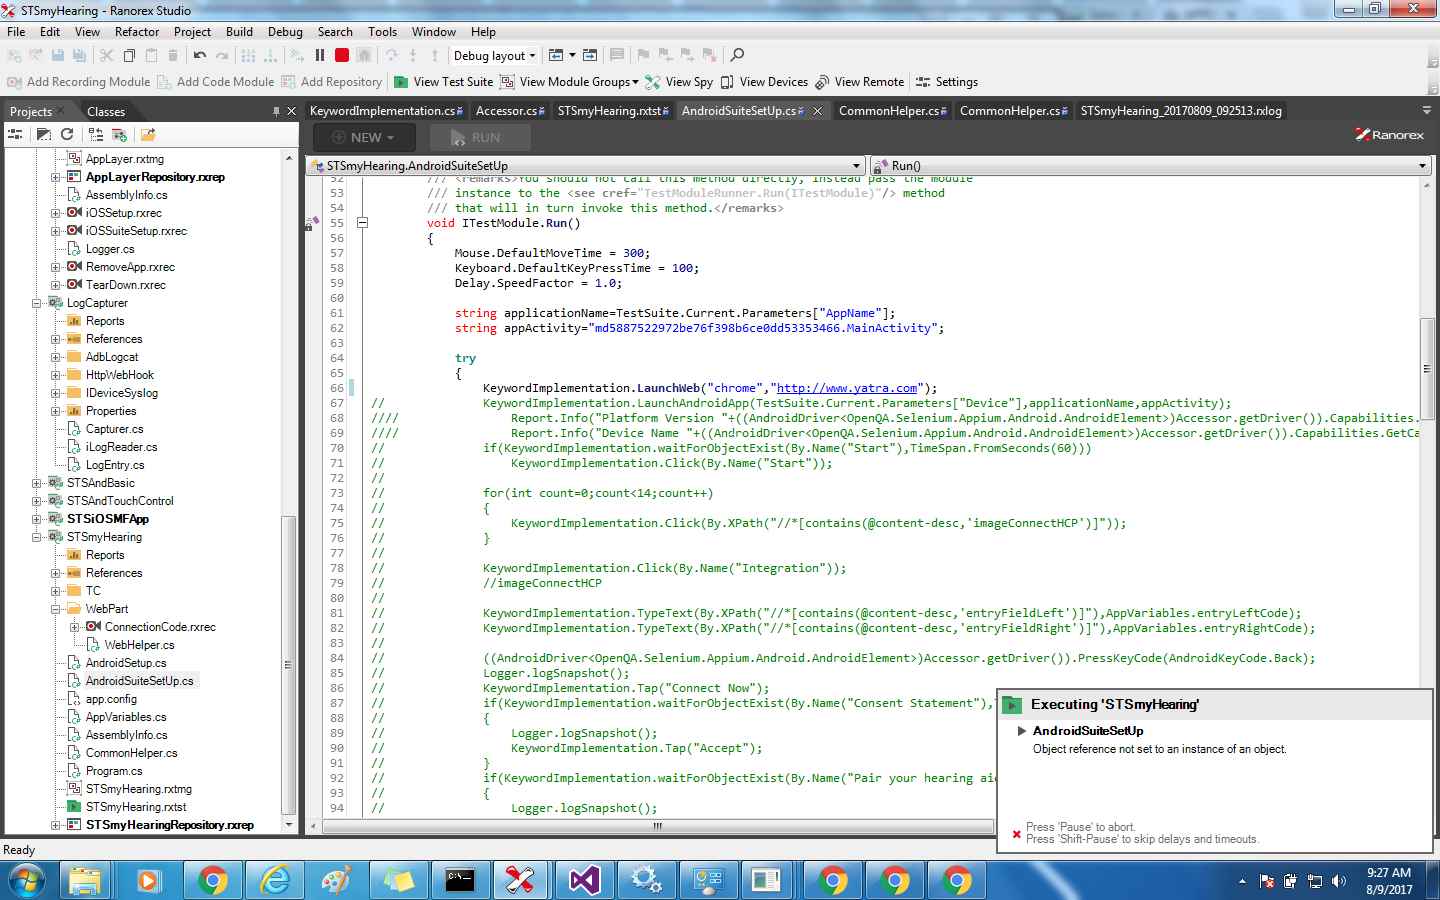 STSmyHearing - Ranorex Studio
File Edit View Refactor Project Build Debug Search Tools Window Help
Debug layout
Add Recording Module Add Code Module Add Repository View Test Suite View Module Groups View Spy View Devices View Remote Settings
Projects Classes
KeywordImplementation.cs Accessor.cs STSmyHearing.rxtst AndroidSuiteSetUp.cs CommonHelper.cs CommonHelper.cs STSmyHearing_20170809_092513.rxlog
NEW RUN Ranorex
STSmyHearing.AndroidSuiteSetUp Run()
AppLayer.rxtmg
AppLayerRepository.rxrep
AssemblyInfo.cs
iOSSetup.rxrec
iOSSuiteSetup.rxrec
Logger.cs
RemoveApp.rxrec
TearDown.rxrec
LogCapturer
Reports
References
AdbLogcat
HttpWebHook
IDeviceSyslog
Properties
Capturer.cs
iLogReader.cs
LogEntry.cs
STSAndBasic
STSAndTouchControl
STSiOSMFApp
STSmyHearing
Reports
References
TC
WebPart
ConnectionCode.rxrec
WebHelper.cs
AndroidSetup.cs
AndroidSuiteSetUp.cs
app.config
AppVariables.cs
AssemblyInfo.cs
CommonHelper.cs
Program.cs
STSmyHearing.rxtmg
STSmyHearing.rxtst
STSmyHearingRepository.rxrep
52 /// <remarks>You should not call this method directly, instead pass the module
53 /// instance to the <see cref="TestModuleRunner.Run(ITestModule)"/> method
54 /// that will in turn invoke this method.</remarks>
55 void ITestModule.Run()
56 {
57 Mouse.DefaultMoveTime = 300;
58 Keyboard.DefaultKeyPressTime = 100;
59 Delay.SpeedFactor = 1.0;
60
61 string applicationName=TestSuite.Current.Parameters["AppName"];
62 string appActivity="md5887522972be76f398b6ce0dd53353466.MainActivity";
63
64 try
65 {
66 KeywordImplementation.LaunchWeb("chrome","http://www.yatra.com");
67 // KeywordImplementation.LaunchAndroidApp(TestSuite.Current.Parameters["Device"],applicationName,appActivity);
68 //// Report.Info("Platform Version "+((AndroidDriver<OpenQA.Selenium.Appium.Android.AndroidElement>)Accessor.getDriver()).Capabilities.
69 //// Report.Info("Device Name "+((AndroidDriver<OpenQA.Selenium.Appium.Android.AndroidElement>)Accessor.getDriver()).Capabilities.GetCa
70 // if(KeywordImplementation.waitForObjectExist(By.Name("Start"),TimeSpan.FromSeconds(60)))
71 // KeywordImplementation.Click(By.Name("Start"));
72 //
73 // for(int count=0;count<14;count++)
74 // {
75 // KeywordImplementation.Click(By.XPath("//*[contains(@content-desc,'imageConnectHCP')]"));
76 // }
77 //
78 // KeywordImplementation.Click(By.Name("Integration"));
79 // //imageConnectHCP
80 //
81 // KeywordImplementation.TypeText(By.XPath("//*[contains(@content-desc,'entryFieldLeft')]"),AppVariables.entryLeftCode);
82 // KeywordImplementation.TypeText(By.XPath("//*[contains(@content-desc,'entryFieldRight')]"),AppVariables.entryRightCode);
83 //
84 // ((AndroidDriver<OpenQA.Selenium.Appium.Android.AndroidElement>)Accessor.getDriver()).PressKeyCode(AndroidKeyCode.Back);
85 // Logger.logSnapshot();
86 // KeywordImplementation.Tap("Connect Now");
87 // if(KeywordImplementation.waitForObjectExist(By.Name("Consent Statement"),
88 // {
89 // Logger.logSnapshot();
90 // KeywordImplementation.Tap("Accept");
91 // }
92 // if(KeywordImplementation.waitForObjectExist(By.Name("Pair your hearing aid
93 // {
94 // Logger.logSnapshot();
Executing 'STSmyHearing'
AndroidSuiteSetUp
Object reference not set to an instance of an object.
Press 'Pause' to abort.
Press 'Shift-Pause' to skip delays and timeouts.
Ready
9:27 AM
8/9/2017